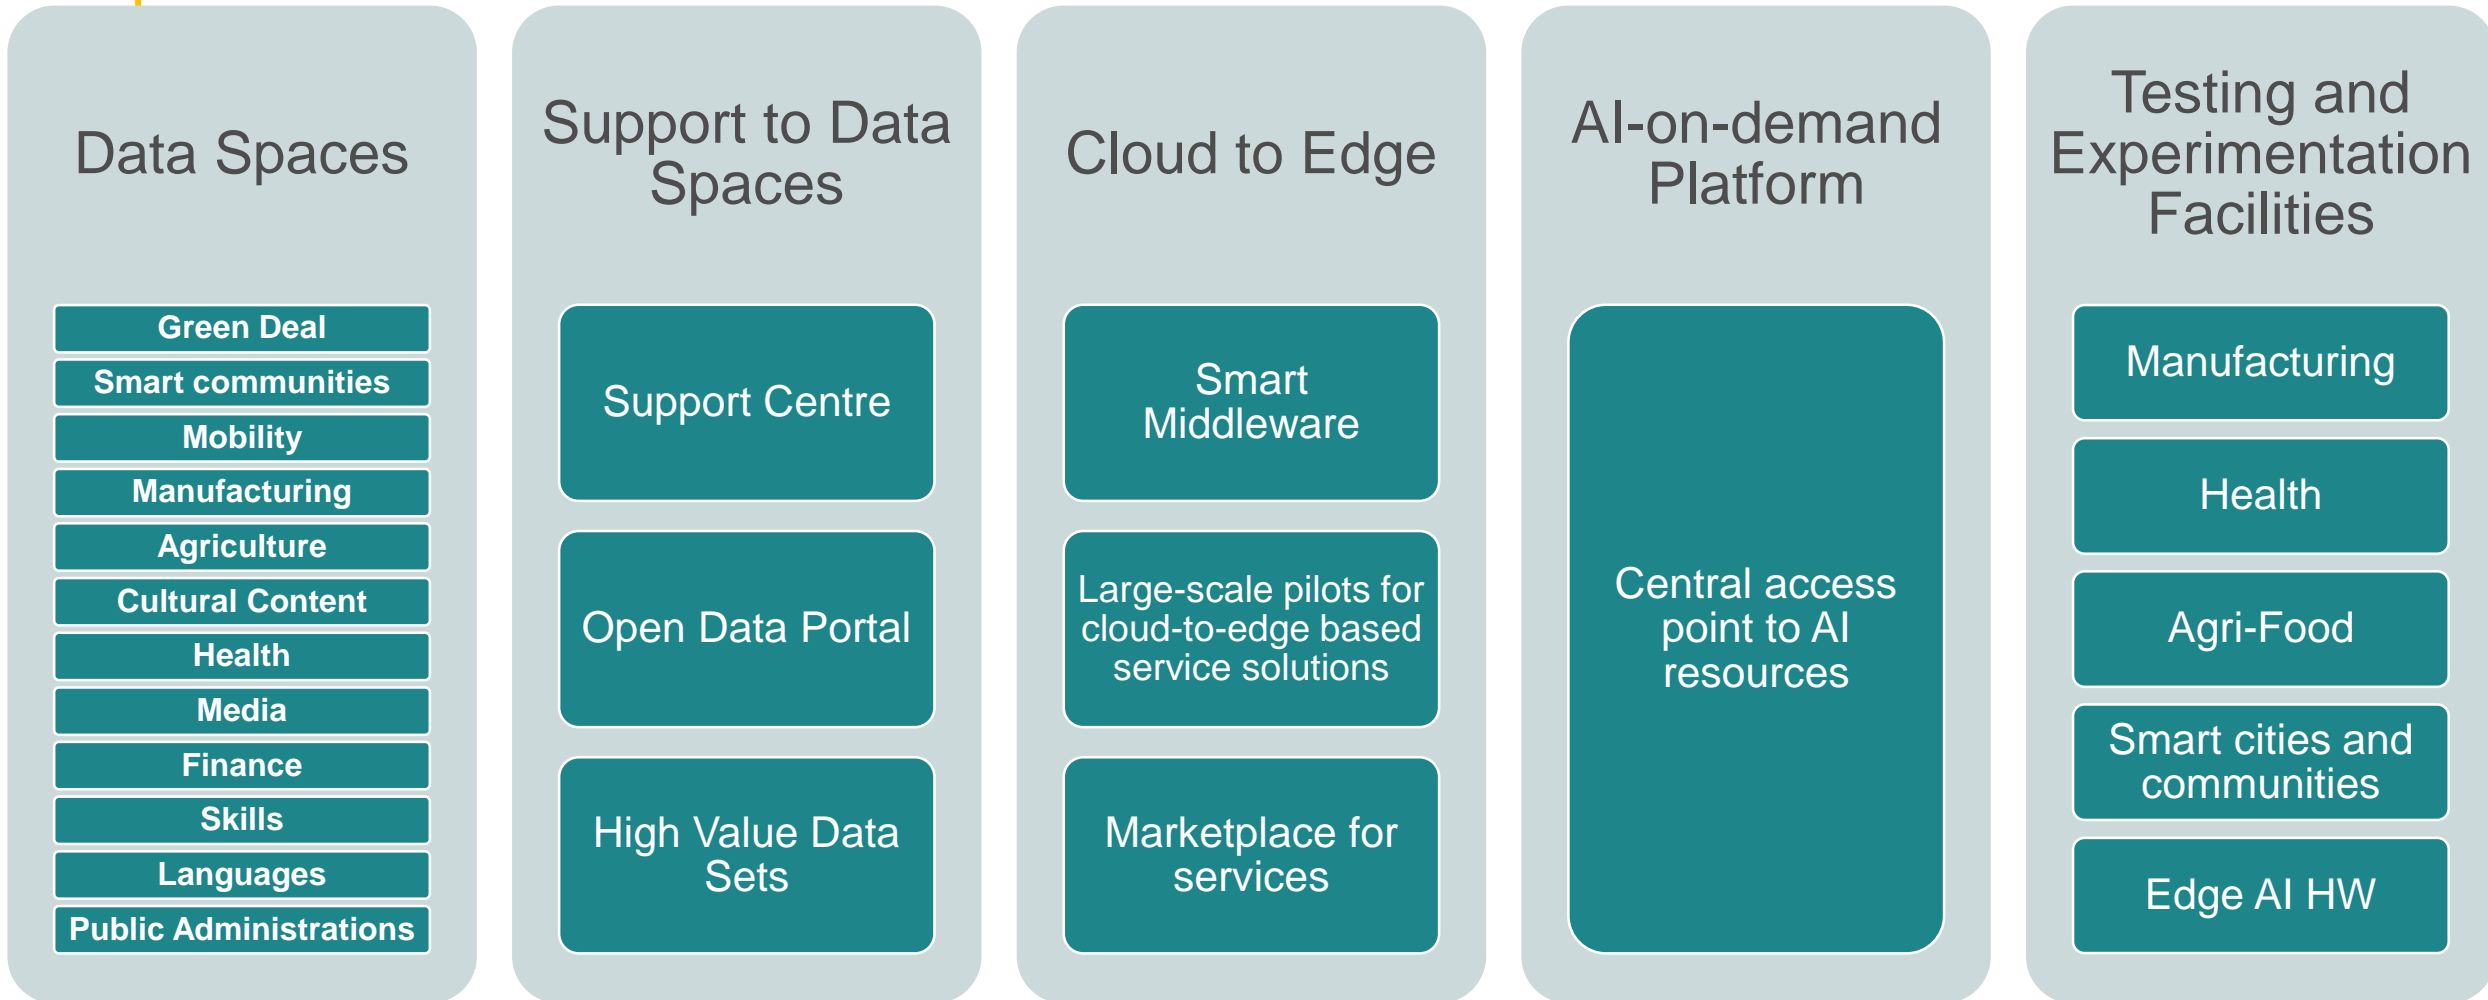 Data Spaces
Green Deal
Smart communities
Mobility
Manufacturing
Agriculture
Cultural Content
Health
Media
Finance
Skills
Languages
Public Administrations
Support to Data
Spaces
Support Centre
Open Data Portal
High Value Data
Sets
Cloud to Edge
Smart
Middleware
Large-scale pilots for
cloud-to-edge based
service solutions
Marketplace for
services
AI-on-demand
Platform
Central access
point to AI
resources
Testing and
Experimentation
Facilities
Manufacturing
Health
Agri-Food
Smart cities and
communities
Edge AI HW